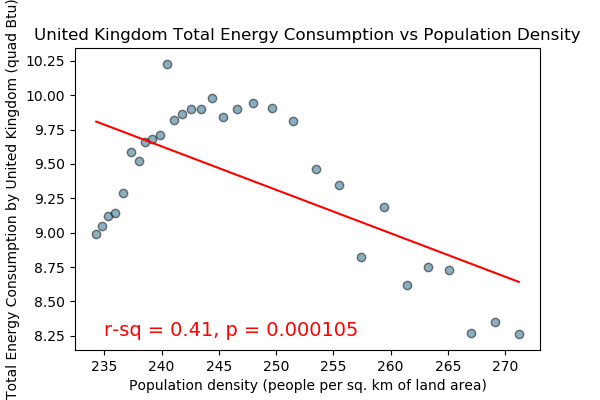 United Kingdom Total Energy Consumption vs Population Density
Total Energy Consumption by United Kingdom (quad Btu)
10.25
10.00
9.75
9.50
9.25
9.00
8.75
8.50
8.25
r-sq = 0.41, p = 0.000105
235 240 245 250 255 260 265 270
Population density (people per sq. km of land area)